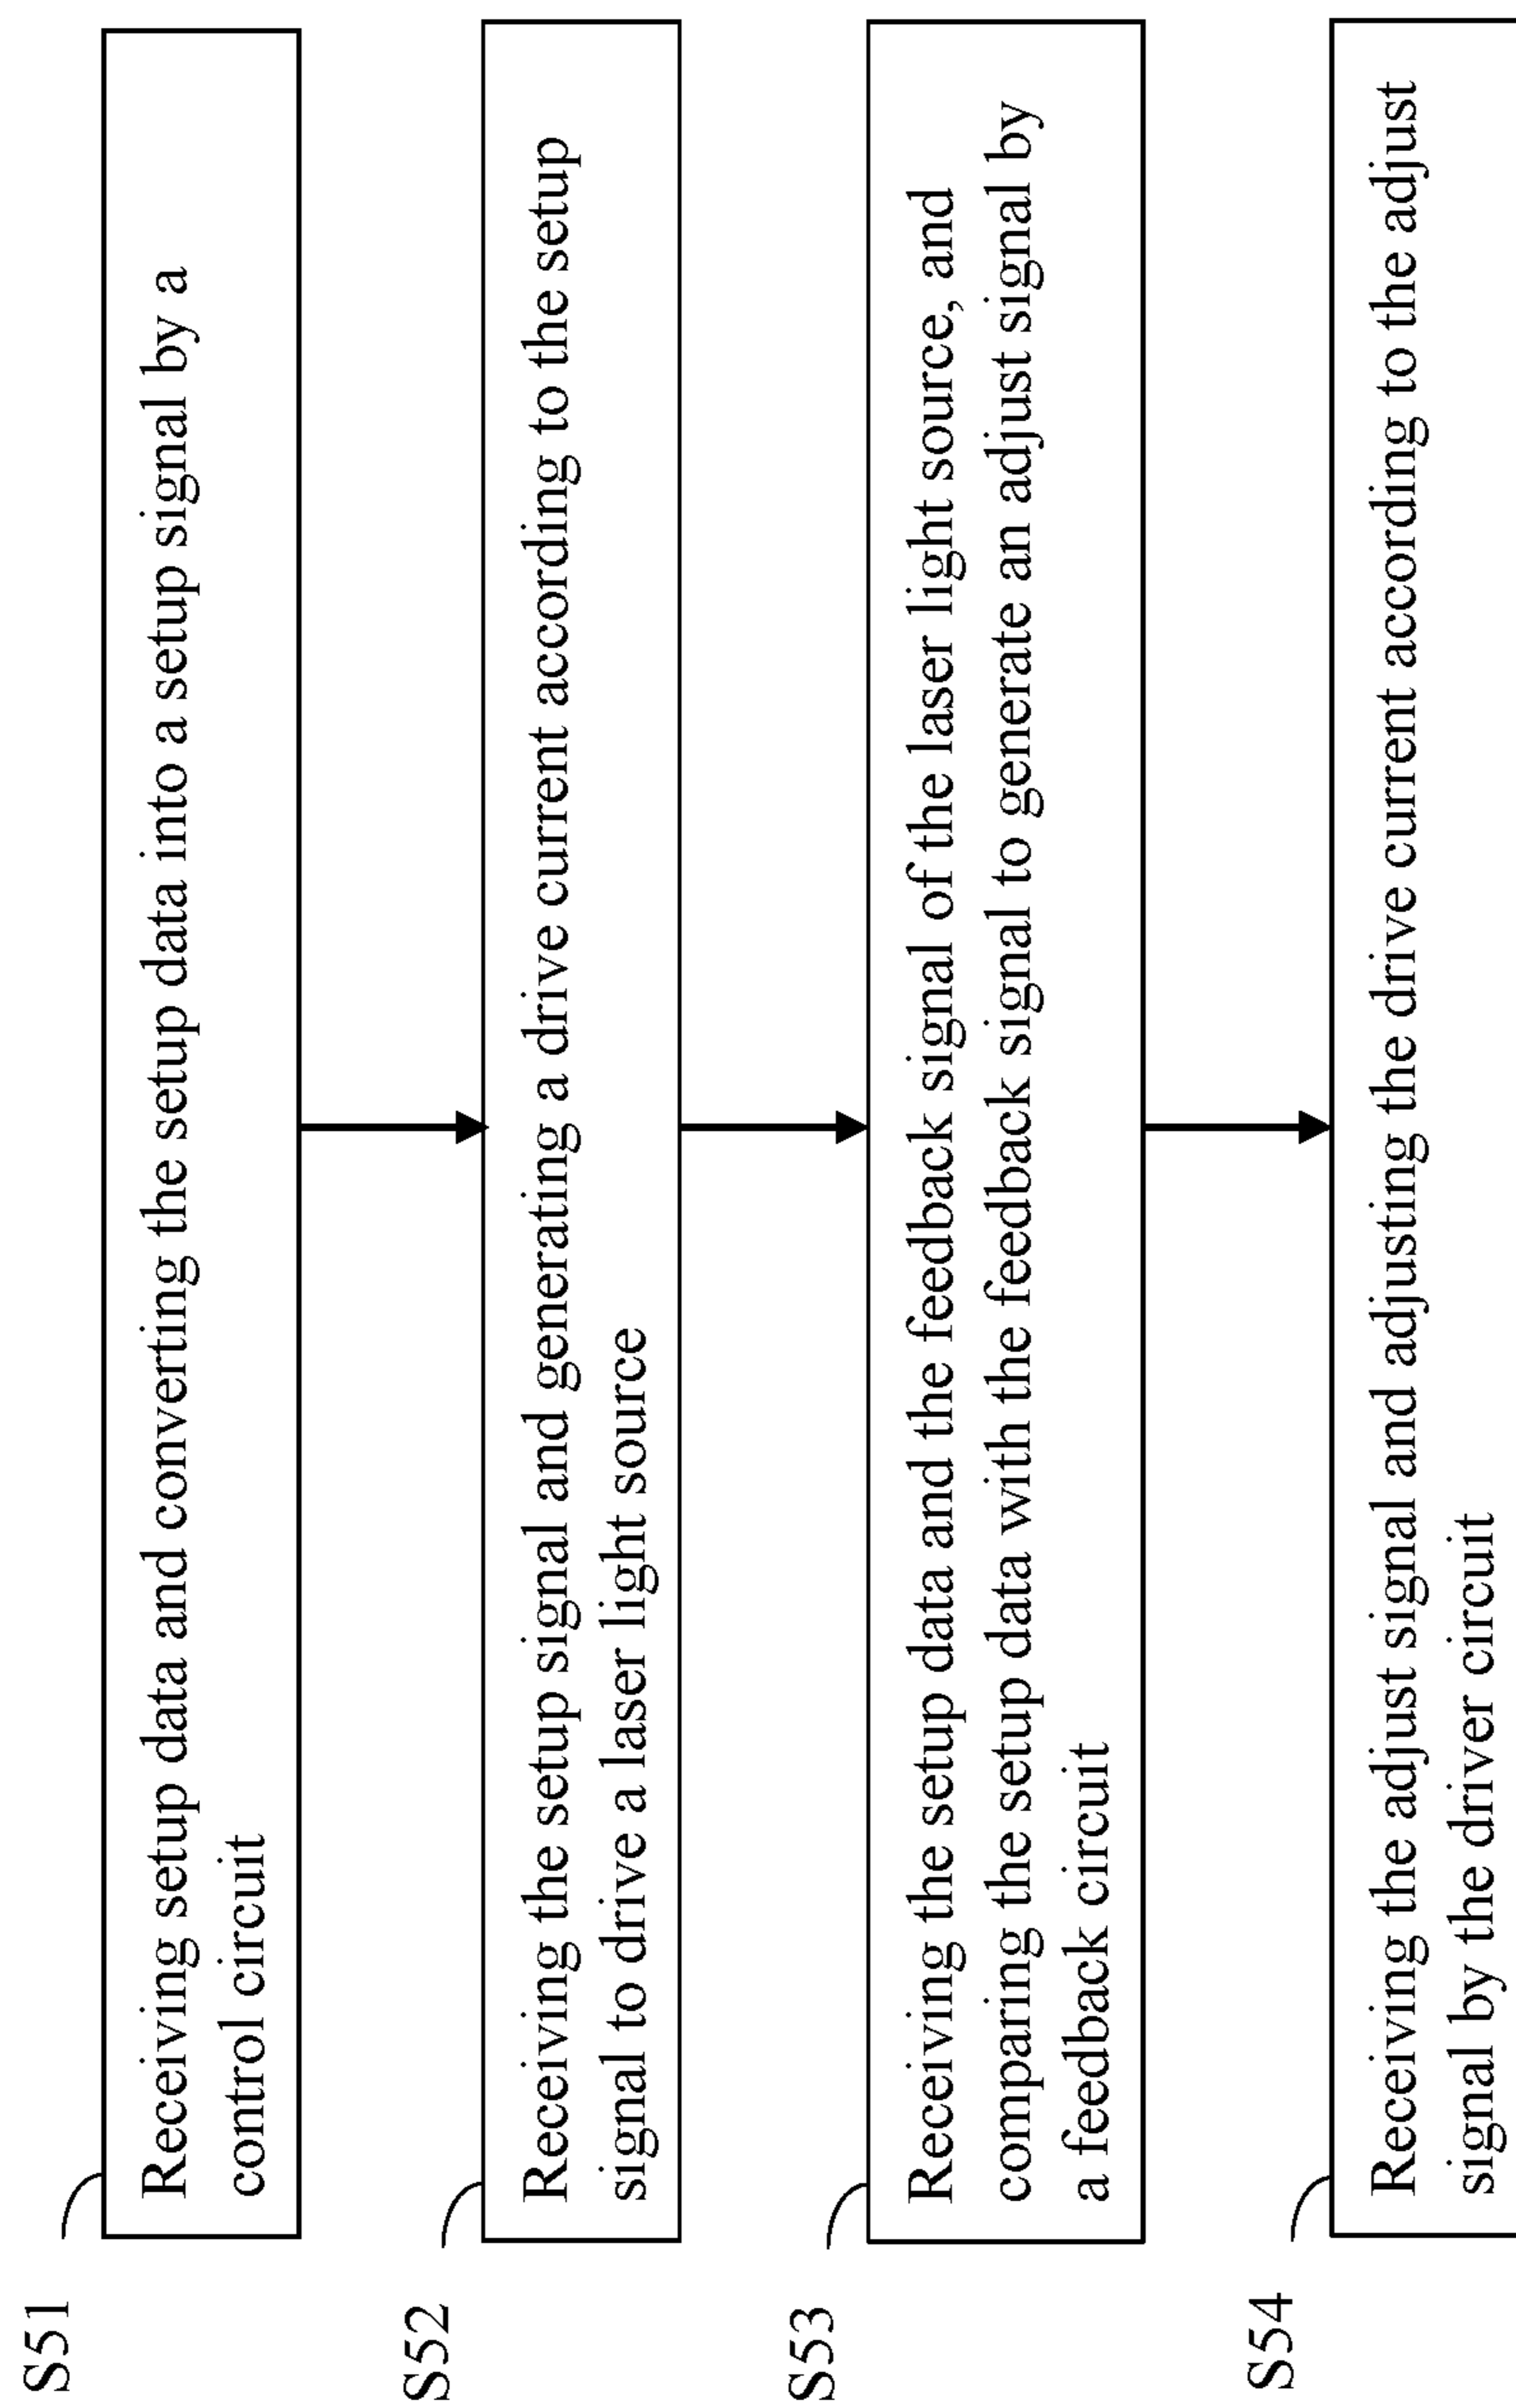 S51
Receiving setup data and converting the setup data into a setup signal by a
control circuit
S52
Receiving the setup signal and generating a drive current according to the setup
signal to drive a laser light source
S53
Receiving the setup data and the feedback signal of the laser light source, and
comparing the setup data with the feedback signal to generate an adjust signal by
a feedback circuit
S54
Receiving the adjust signal and adjusting the drive current according to the adjust
signal by the driver circuit